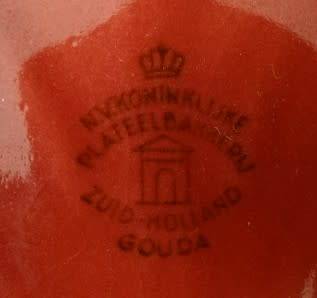 N.V. KONINKLIJKE
PLATEELBAKKERIJ
ZUID-HOLLAND
GOUDA